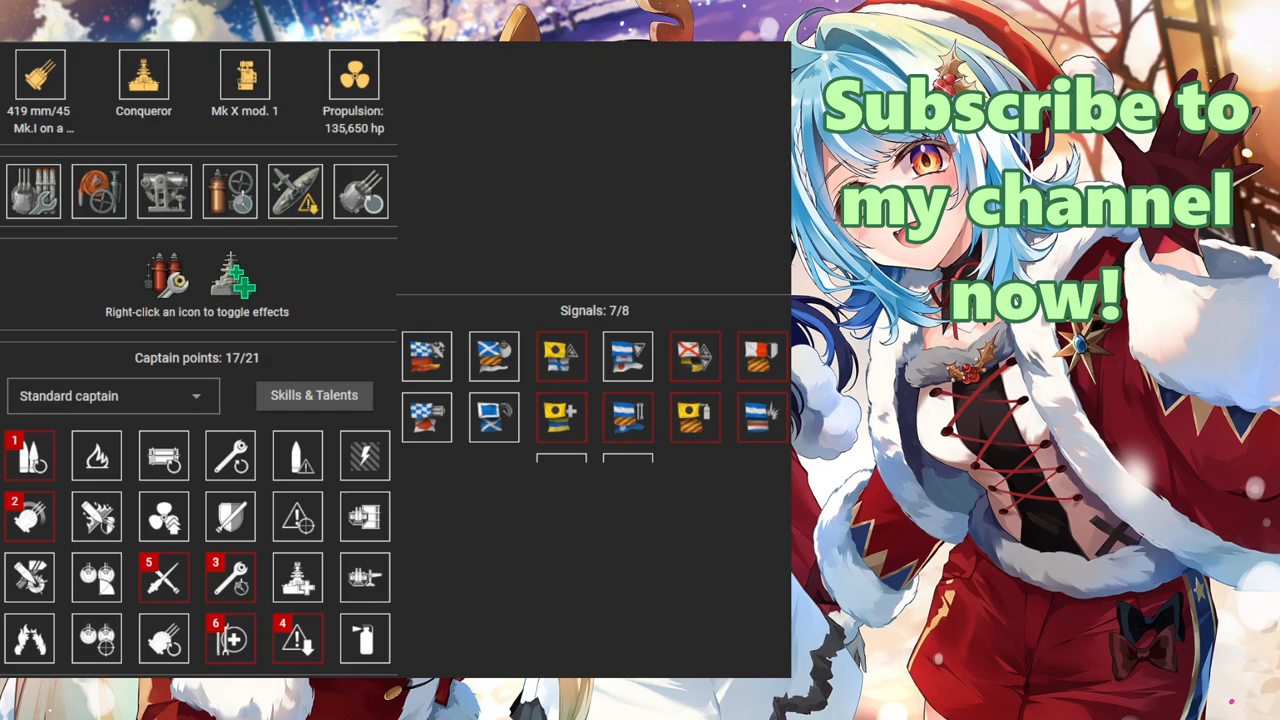 419 mm/45
Mk.I on a ...
Conqueror
Mk X mod. 1
Propulsion:
135,650 hp
Right-click an icon to toggle effects
Captain points: 17/21
Standard captain
Skills & Talents
1
2
5
3
6
4
Signals: 7/8
Subscribe to
my channel
now!